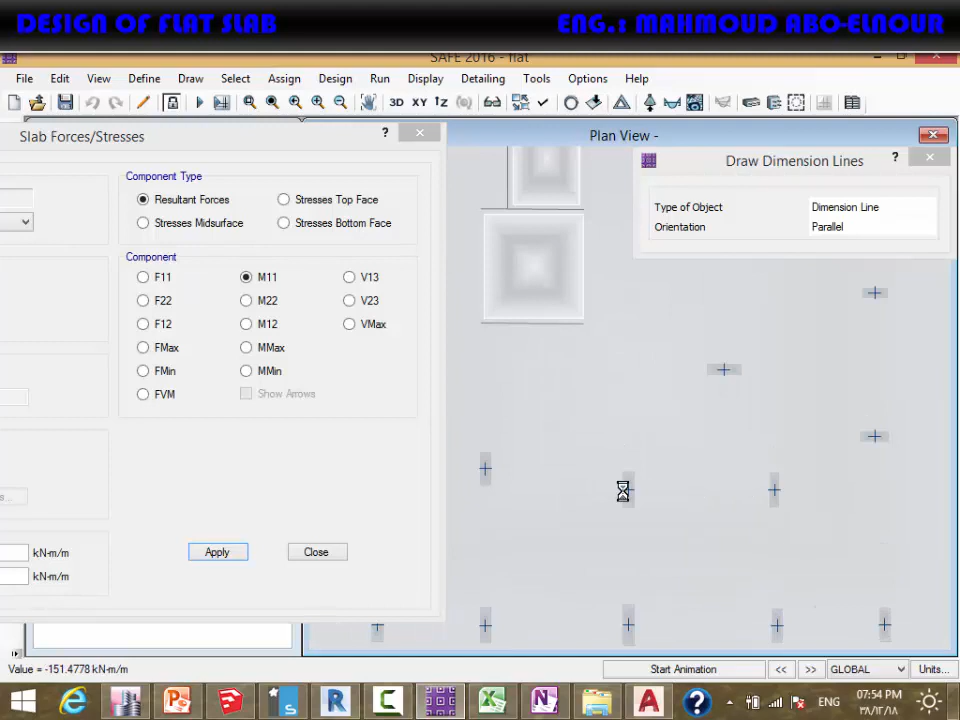 DESIGN OF FLAT SLAB ENG.: MAHMOUD ABO-ELNOUR
SAFE 2016 - flat
File Edit View Define Draw Select Assign Design Run Display Detailing Tools Options Help
3D XY
Slab Forces/Stresses ?
Plan View -
Draw Dimension Lines ?
Component Type
Resultant Forces Stresses Top Face
Stresses Midsurface Stresses Bottom Face
Type of Object Dimension Line
Orientation Parallel
Component
F11 M11 V13
F22 M22 V23
F12 M12 VMax
FMax MMax
FMin MMin
FVM Show Arrows
s...
Apply Close
kN-m/m
kN-m/m
Value = -151.4778 kN-m/m Start Animation << >> GLOBAL Units...
ENG 07:54 PM
٣٨/١٢/١٨